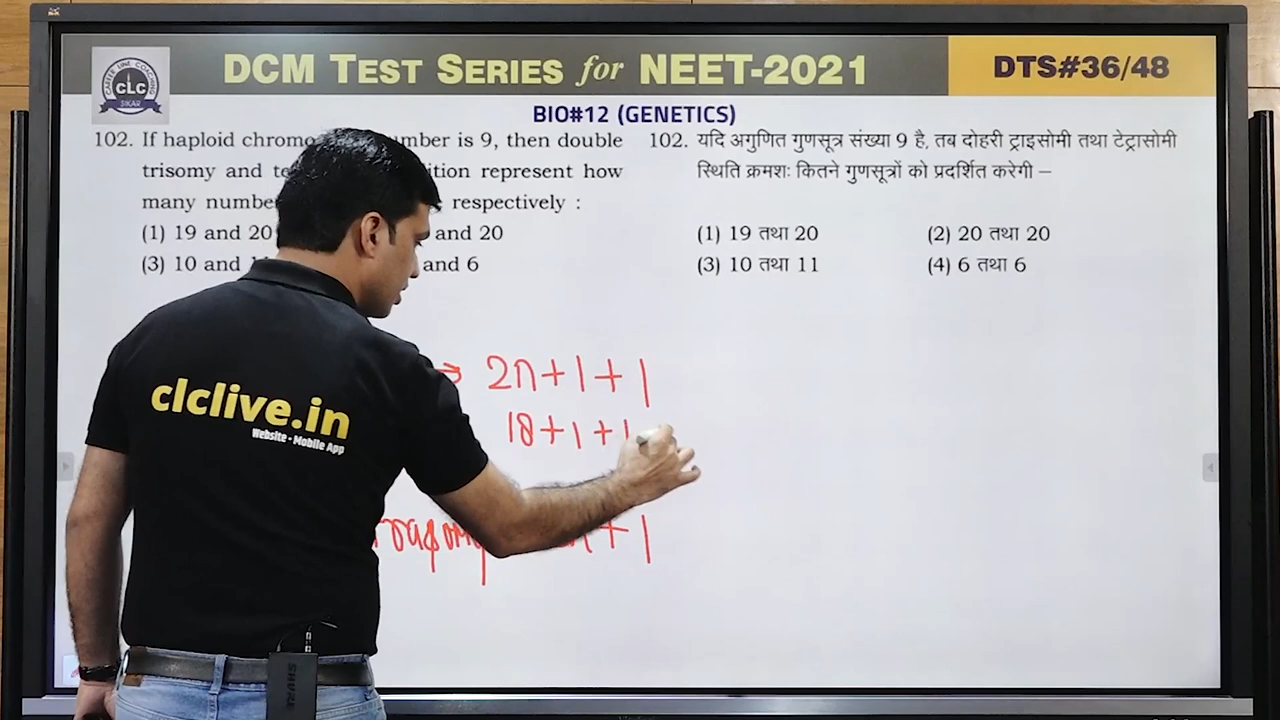 DCM TEST SERIES for NEET-2021
DTS#36/48
CLC
SIKAR
BIO#12 (GENETICS)
102. If haploid chromo number is 9, then double
trisomy and te ition represent how
many numbe respectively :
(1) 19 and 20 and 20
(3) 10 and and 6
102. यदि अगुणित गुणसूत्र संख्या 9 है, तब दोहरी ट्राइसोमी तथा टेट्रासोमी
स्थिति क्रमशः कितने गुणसूत्रों को प्रदर्शित करेगी –
(1) 19 तथा 20 (2) 20 तथा 20
(3) 10 तथा 11 (4) 6 तथा 6
→ 2n+1+1
18+1+1
+1
clclive.in
Website - Mobile App
SHURE